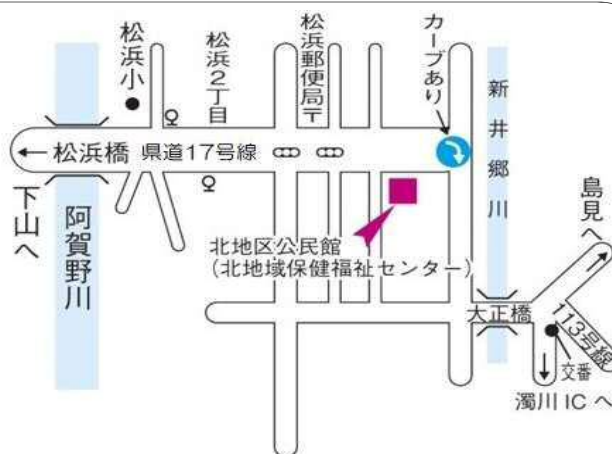 松浜小
松浜2丁目
松浜郵便局〒
カーブあり
新井郷川
松浜橋
県道17号線
下山へ
阿賀野川
北地区公民館
(北地域保健福祉センター)
島見へ
大正橋
113号線
交番
濁川 IC へ